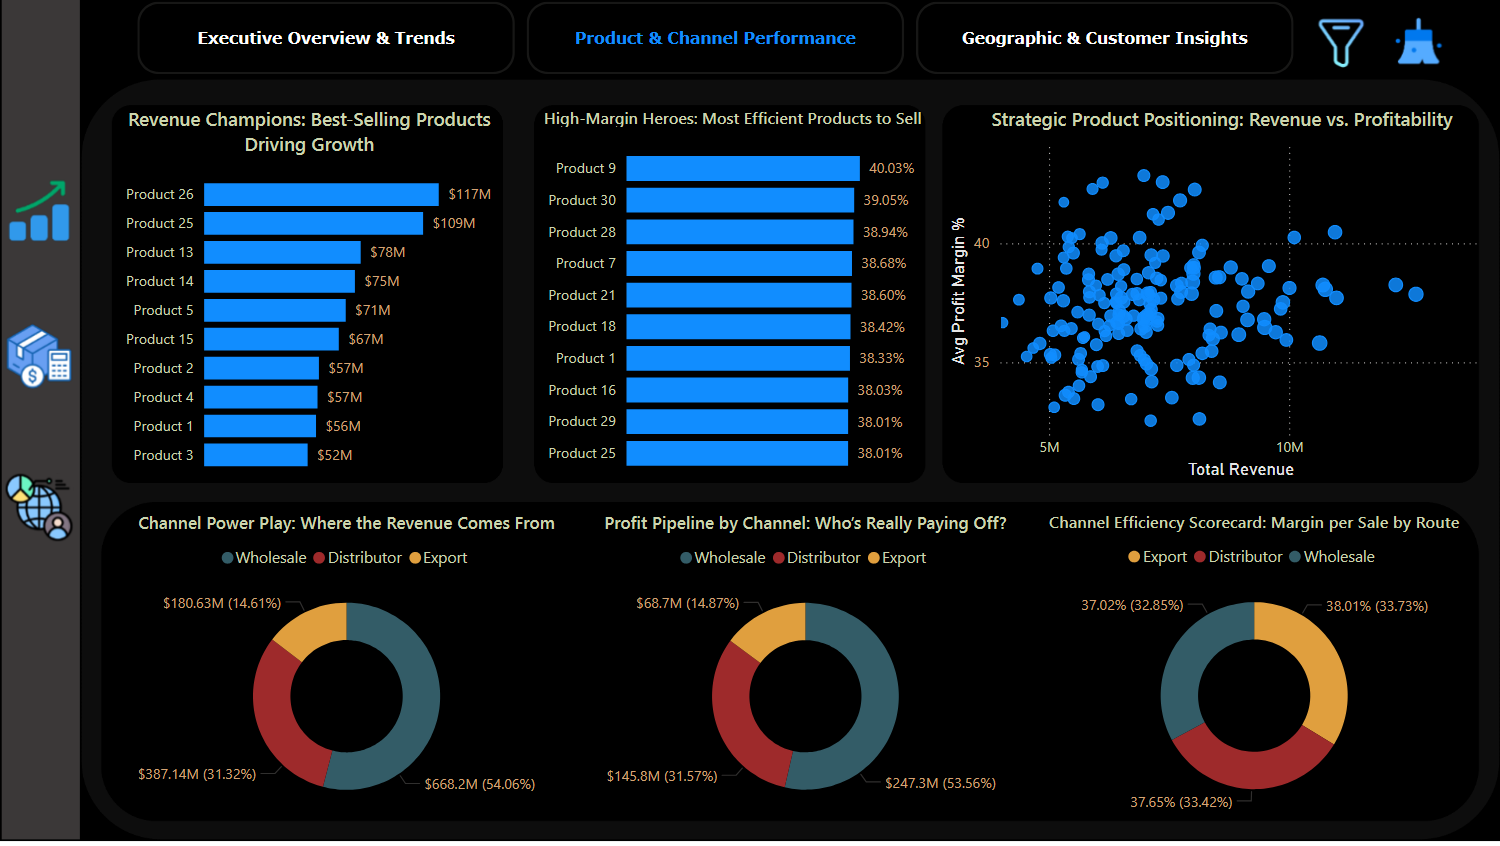 Executive Overview & Trends
Product & Channel Performance
Geographic & Customer Insights
Revenue Champions: Best-Selling Products
Driving Growth
Product 26 $117M
Product 25 $109M
Product 13 $78M
Product 14 $75M
Product 5 $71M
Product 15 $67M
Product 2 $57M
Product 4 $57M
Product 1 $56M
Product 3 $52M
High-Margin Heroes: Most Efficient Products to Sell
Product 9 40.03%
Product 30 39.05%
Product 28 38.94%
Product 7 38.68%
Product 21 38.60%
Product 18 38.42%
Product 1 38.33%
Product 16 38.03%
Product 29 38.01%
Product 25 38.01%
Strategic Product Positioning: Revenue vs. Profitability
Avg Profit Margin %
40
35
5M 10M
Total Revenue
Channel Power Play: Where the Revenue Comes From
Wholesale Distributor Export
$180.63M (14.61%)
$387.14M (31.32%)
$668.2M (54.06%)
Profit Pipeline by Channel: Who's Really Paying Off?
Wholesale Distributor Export
$68.7M (14.87%)
$145.8M (31.57%)
$247.3M (53.56%)
Channel Efficiency Scorecard: Margin per Sale by Route
Export Distributor Wholesale
37.02% (32.85%)
38.01% (33.73%)
37.65% (33.42%)